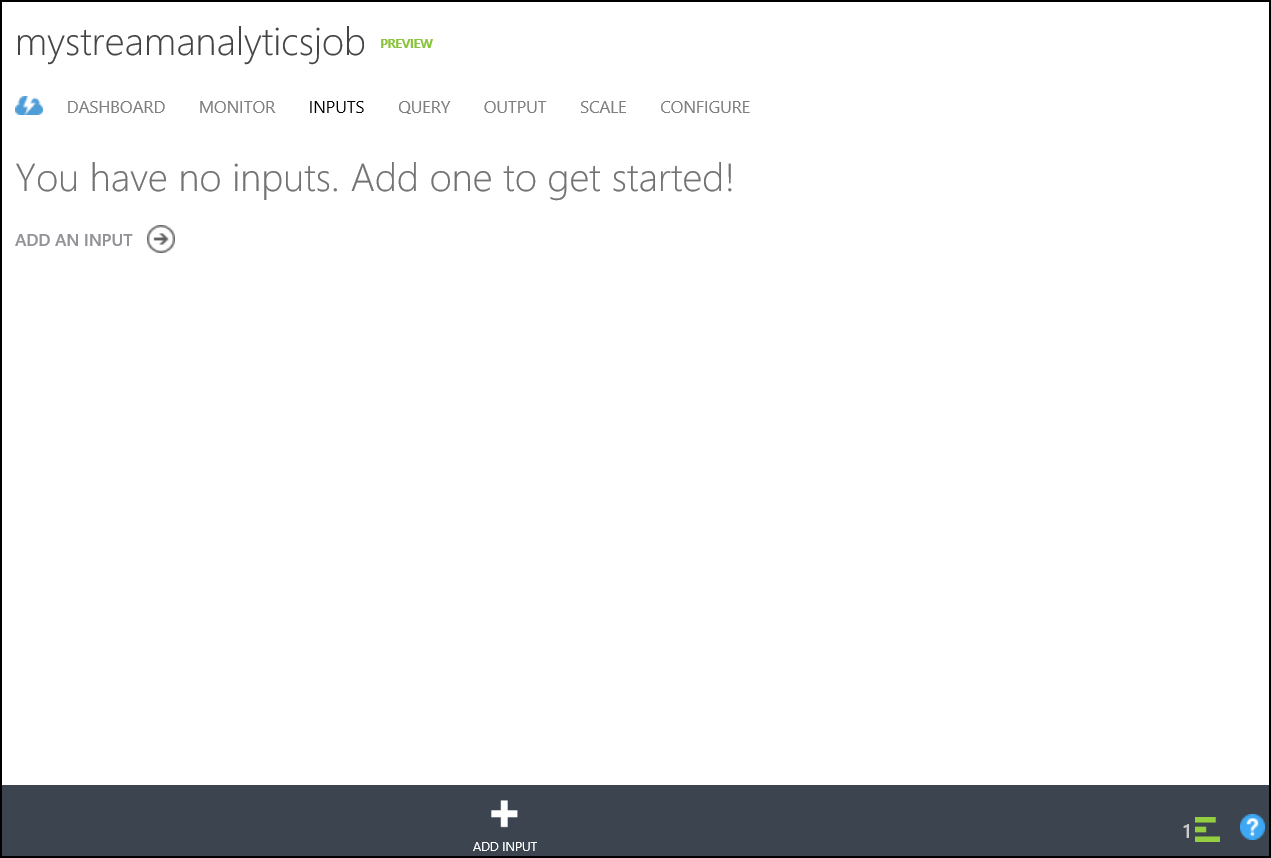 mystreamanalyticsjob PREVIEW
DASHBOARD MONITOR INPUTS QUERY OUTPUT SCALE CONFIGURE
You have no inputs. Add one to get started!
ADD AN INPUT
ADD INPUT
1
?